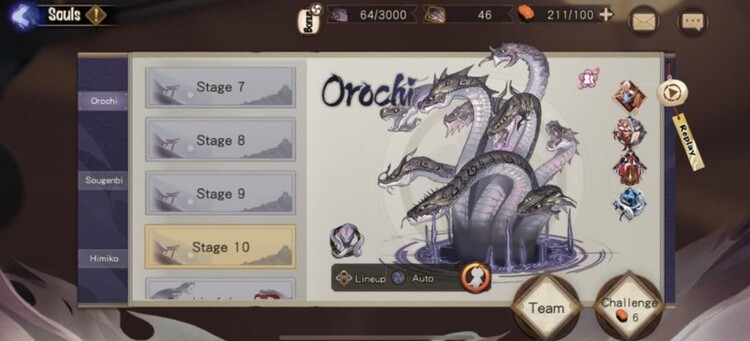 Souls
Bonus
64/3000
46
211/100
Orochi
Sougenbi
Himiko
Stage 7
Stage 8
Stage 9
Stage 10
Orochi
Replay
Lineup
Auto
Team
Challenge
6